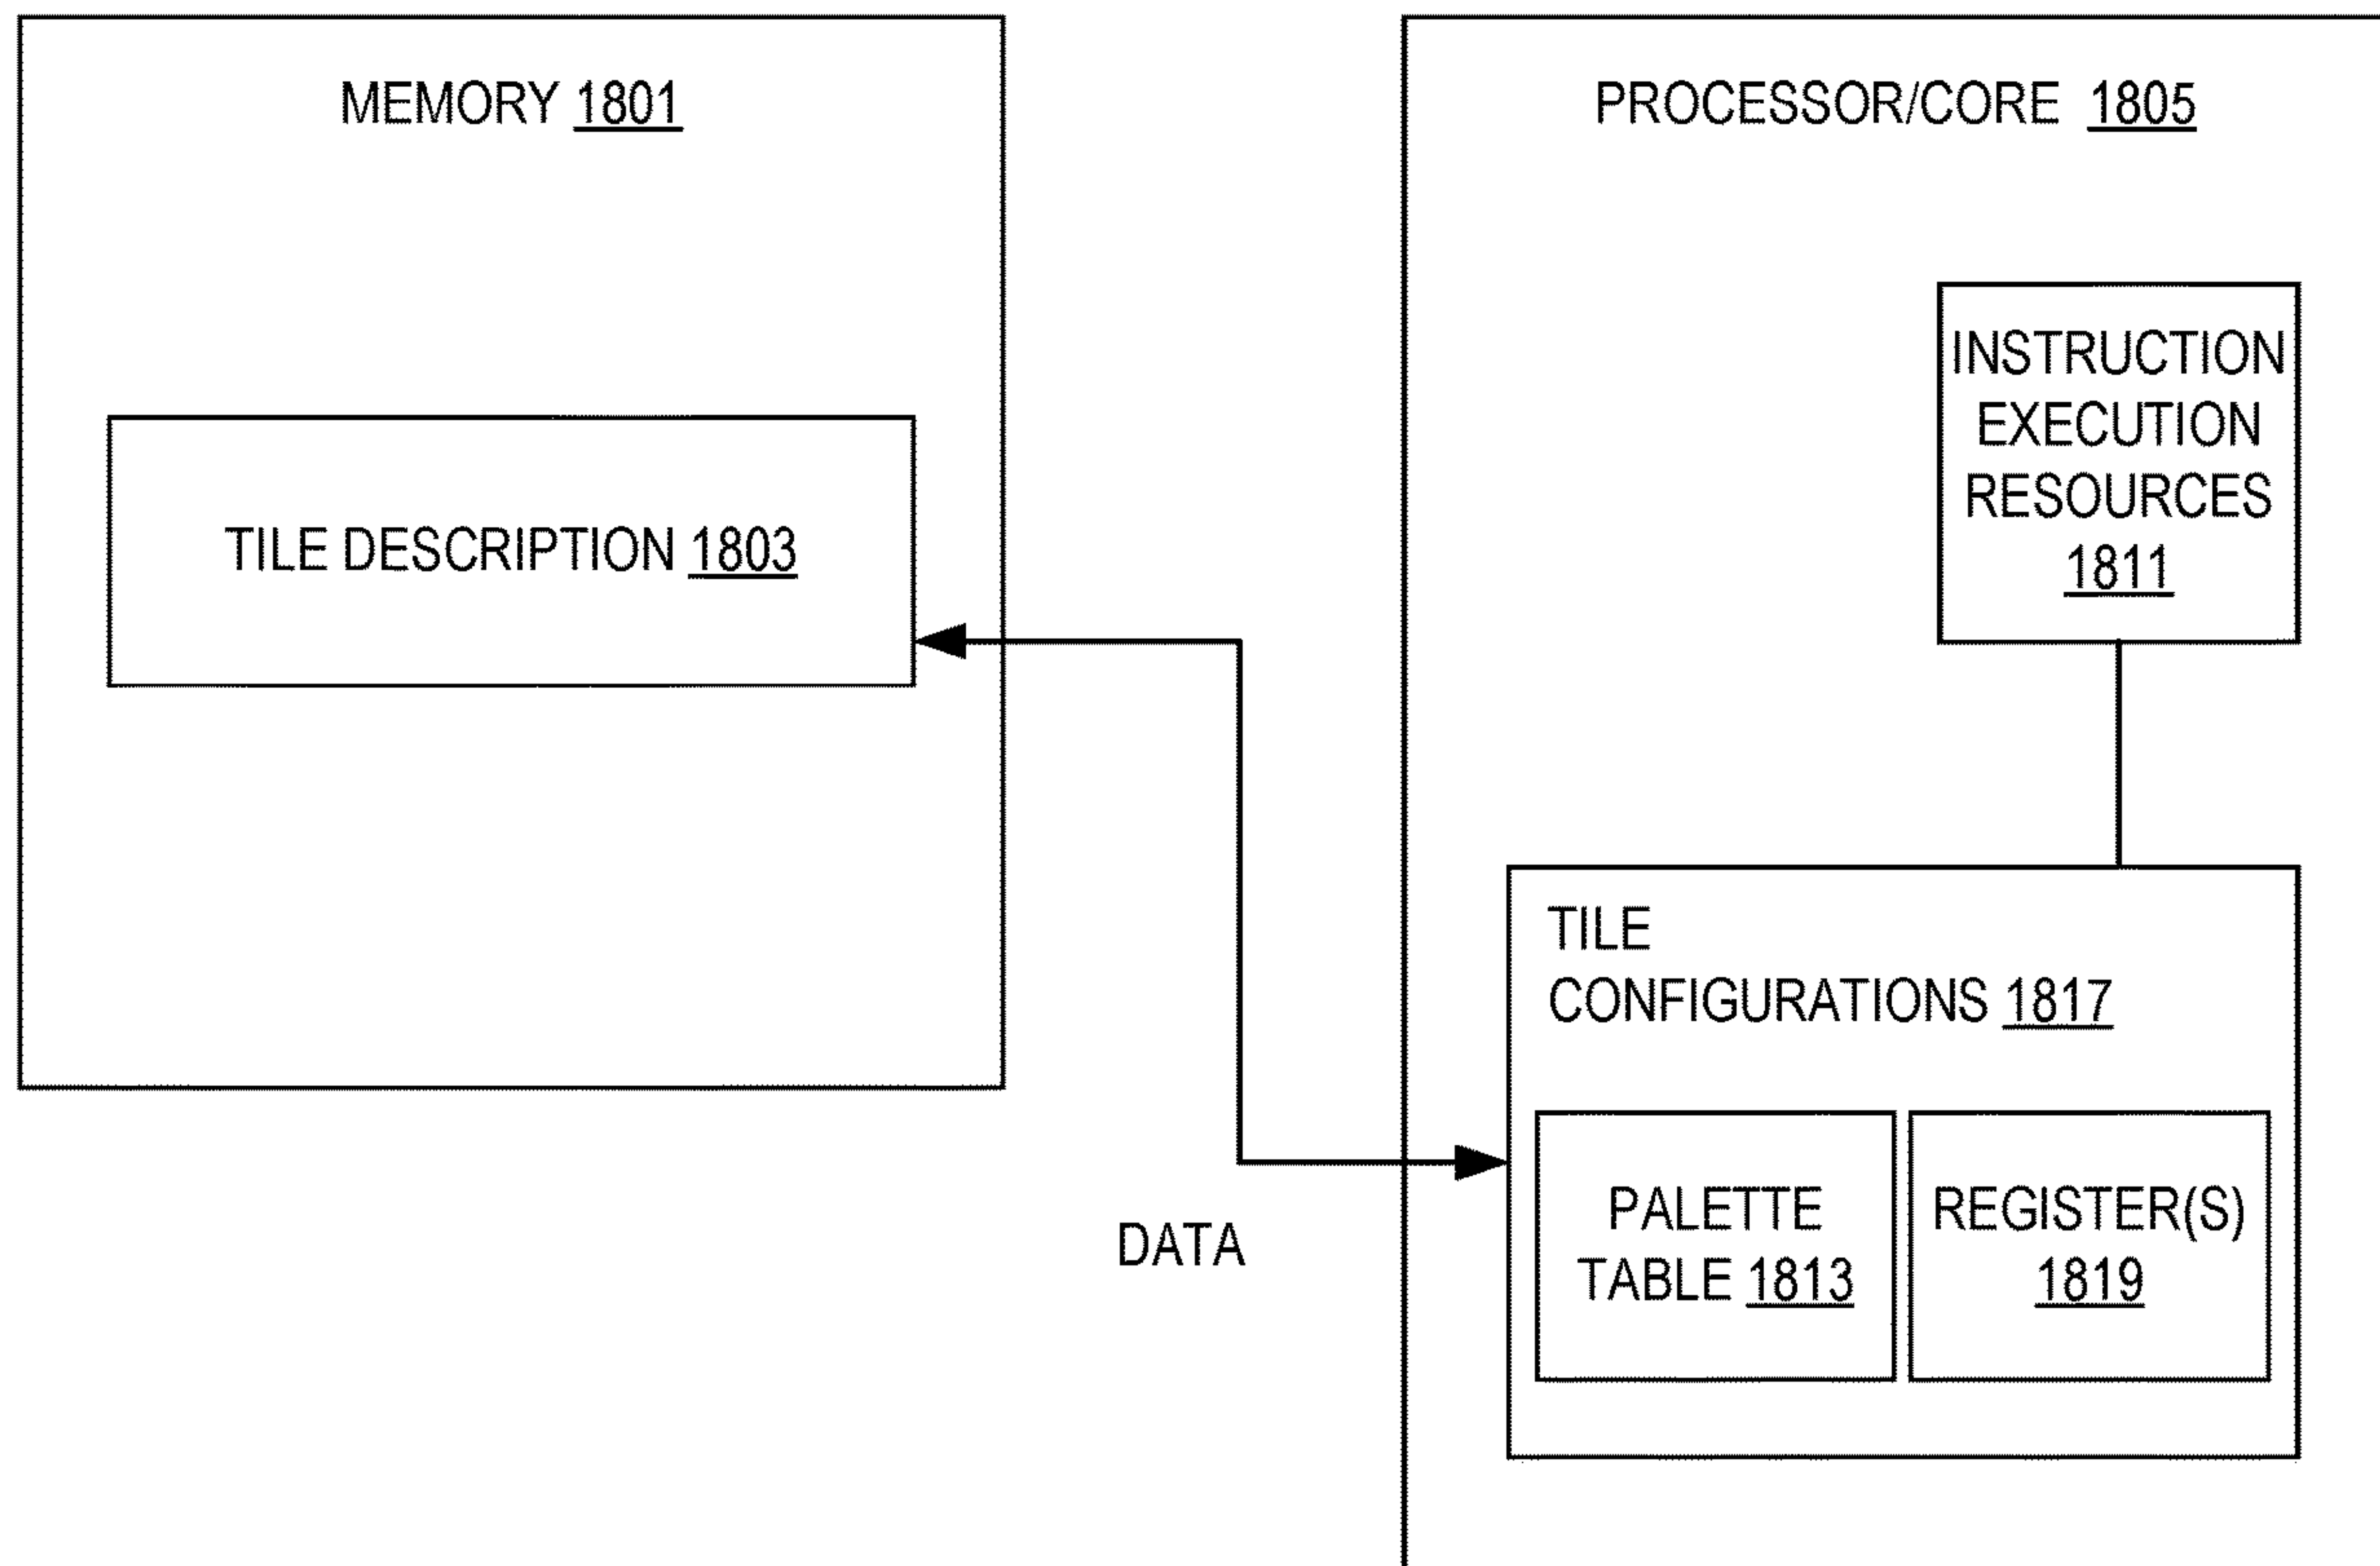 MEMORY 1801
TILE DESCRIPTION 1803
PROCESSOR/CORE 1805
INSTRUCTION
EXECUTION
RESOURCES
1811
TILE
CONFIGURATIONS 1817
PALETTE
TABLE 1813
REGISTER(S)
1819
DATA